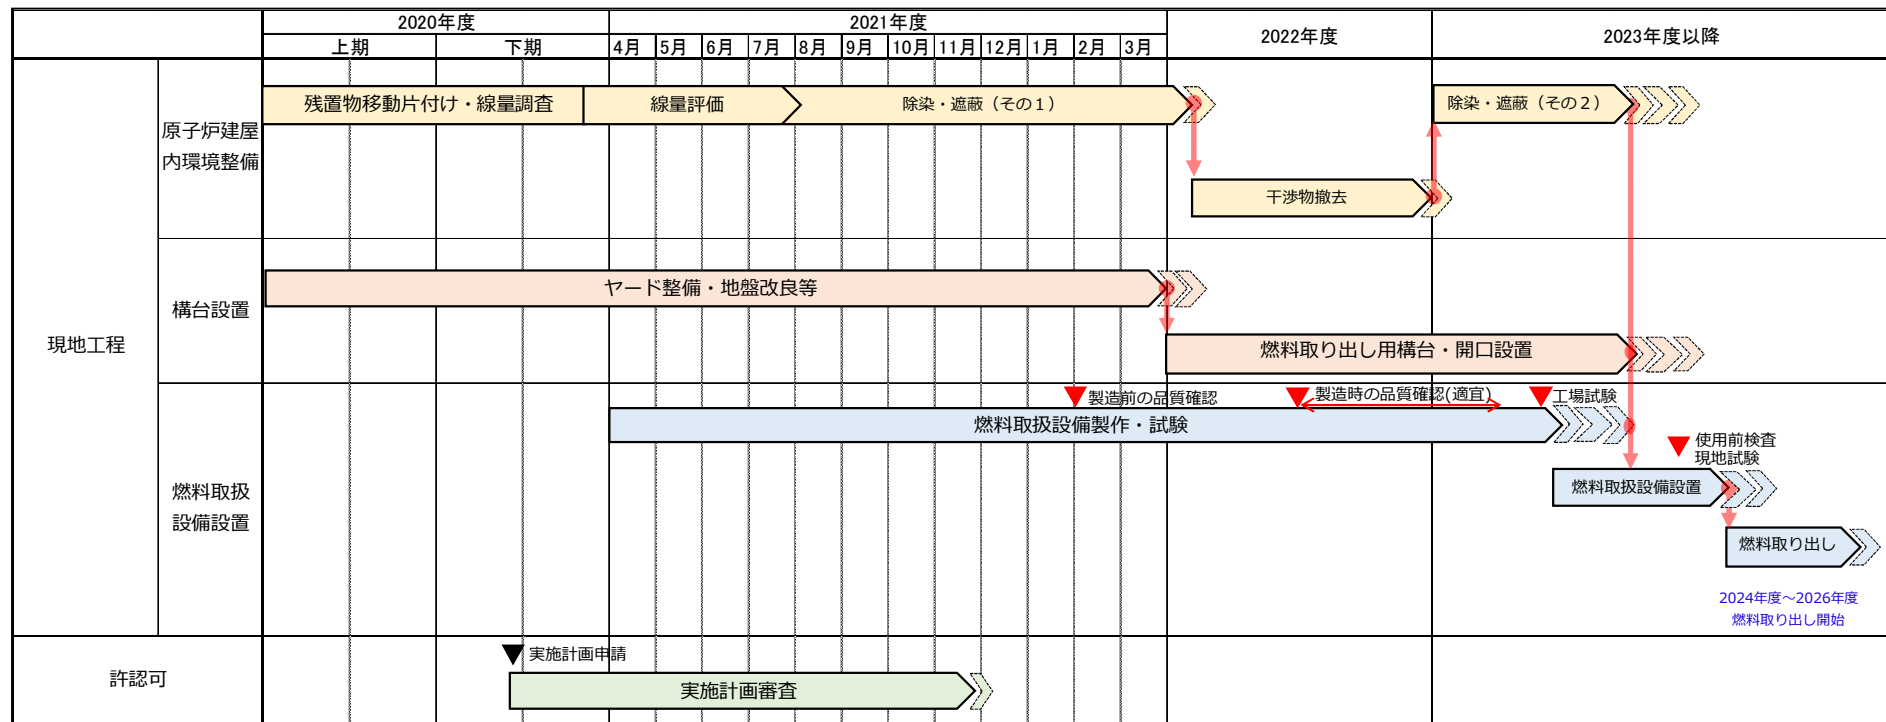 2020年度
2021年度
2022年度
2023年度以降
上期
下期
4月
5月
6月
7月
8月
9月
10月
11月
12月
1月
2月
3月
現地工程
原子炉建屋
内環境整備
残置物移動片付け・線量調査
線量評価
除染・遮蔽（その１）
除染・遮蔽（その２）
干渉物撤去
構台設置
ヤード整備・地盤改良等
燃料取り出し用構台・開口設置
燃料取扱
設備設置
製造前の品質確認
製造時の品質確認(適宜)
工場試験
燃料取扱設備製作・試験
使用前検査
現地試験
燃料取扱設備設置
燃料取り出し
2024年度～2026年度
燃料取り出し開始
許認可
実施計画申請
実施計画審査